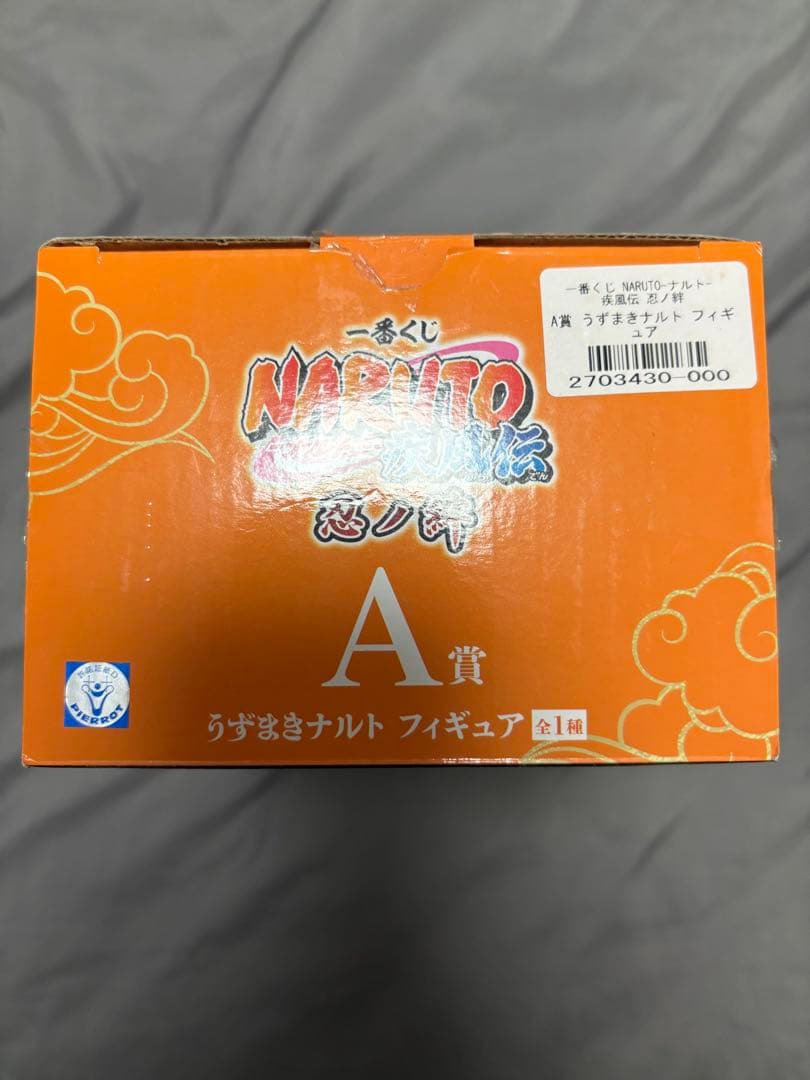 一番くじ NARUTO-ナルト-
疾風伝 忍ノ絆
A賞 うずまきナルト フィギ
ュア
2703430-000
一番くじ
NARUTO
疾風伝
忍ノ絆
A賞
うずまきナルト フィギュア 全1種
PIERROT